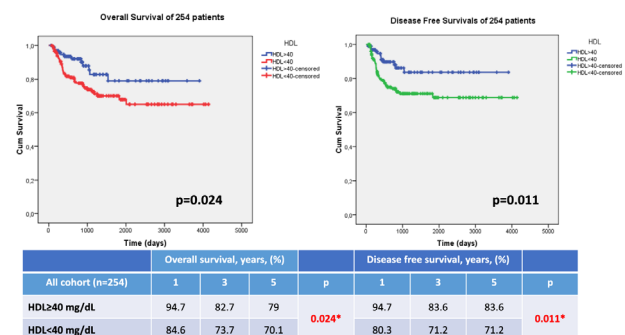 Overall Survival of 254 patients
Disease Free Survivals of 254 patients
HDL
HDL>40
HDL<40
HDL>40-censored
HDL<40-censored
HDL
HDL>40
HDL<40
HDL>40-censored
HDL<40-censored
Cum Survival
1,0
0,8
0,6
0,4
0,2
0,0
p=0.024
0 1000 2000 3000 4000 5000
Time (days)
Cum Survival
1,0
0,8
0,6
0,4
0,2
0,0
p=0.011
0 1000 2000 3000 4000 5000
Time (days)
Overall survival, years, (%) Disease free survival, years, (%)
All cohort (n=254) 1 3 5 p 1 3 5 p
HDL≥40 mg/dL 94.7 82.7 79 0.024* 94.7 83.6 83.6 0.011*
HDL<40 mg/dL 84.6 73.7 70.1 80.3 71.2 71.2